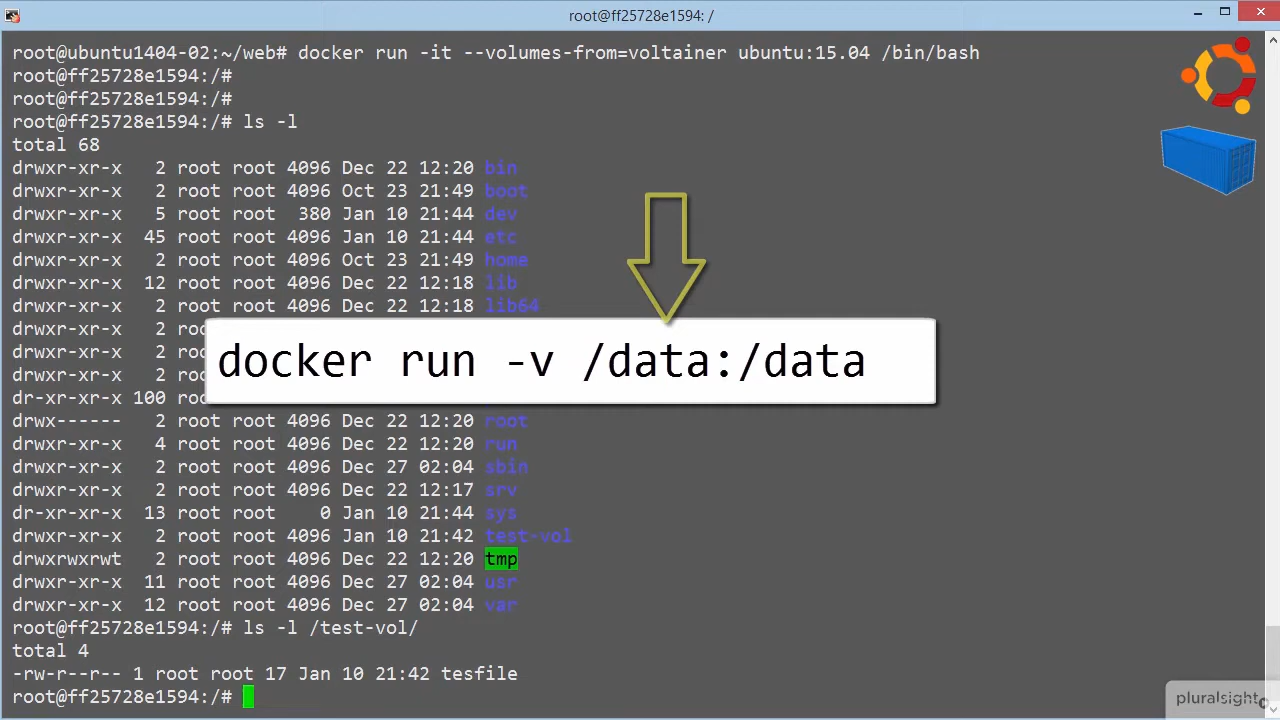 root@ff25728e1594: /
root@ubuntu1404-02:~/web# docker run -it --volumes-from=voltainer ubuntu:15.04 /bin/bash
root@ff25728e1594:/#
root@ff25728e1594:/#
root@ff25728e1594:/# ls -l
total 68
drwxr-xr-x   2 root root 4096 Dec 22 12:20 bin
drwxr-xr-x   2 root root 4096 Oct 23 21:49 boot
drwxr-xr-x   5 root root  380 Jan 10 21:44 dev
drwxr-xr-x  45 root root 4096 Jan 10 21:44 etc
drwxr-xr-x   2 root root 4096 Oct 23 21:49 home
drwxr-xr-x  12 root root 4096 Dec 22 12:18 lib
drwxr-xr-x   2 root root 4096 Dec 22 12:18 lib64
drwxr-xr-x   2
drwxr-xr-x   2
drwxr-xr-x   2
dr-xr-xr-x 100
docker run -v /data:/data
drwx------   2 root root 4096 Dec 22 12:20 root
drwxr-xr-x   4 root root 4096 Dec 22 12:20 run
drwxr-xr-x   2 root root 4096 Dec 27 02:04 sbin
drwxr-xr-x   2 root root 4096 Dec 22 12:17 srv
dr-xr-xr-x  13 root root    0 Jan 10 21:44 sys
drwxr-xr-x   2 root root 4096 Jan 10 21:42 test-vol
drwxrwxrwt   2 root root 4096 Dec 22 12:20 tmp
drwxr-xr-x  11 root root 4096 Dec 27 02:04 usr
drwxr-xr-x  12 root root 4096 Dec 27 02:04 var
root@ff25728e1594:/# ls -l /test-vol/
total 4
-rw-r--r-- 1 root root 17 Jan 10 21:42 tesfile
root@ff25728e1594:/#
pluralsight